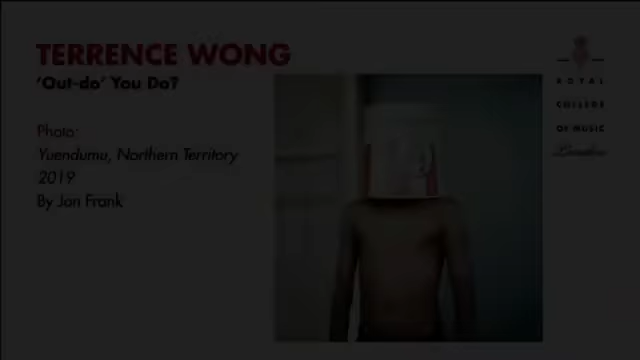 TERRENCE WONG
'Out-do' You Do?
Photo:
Yuendumu, Northern Territory
2019
By Jon Frank
ROYAL
COLLEGE
OF MUSIC
London